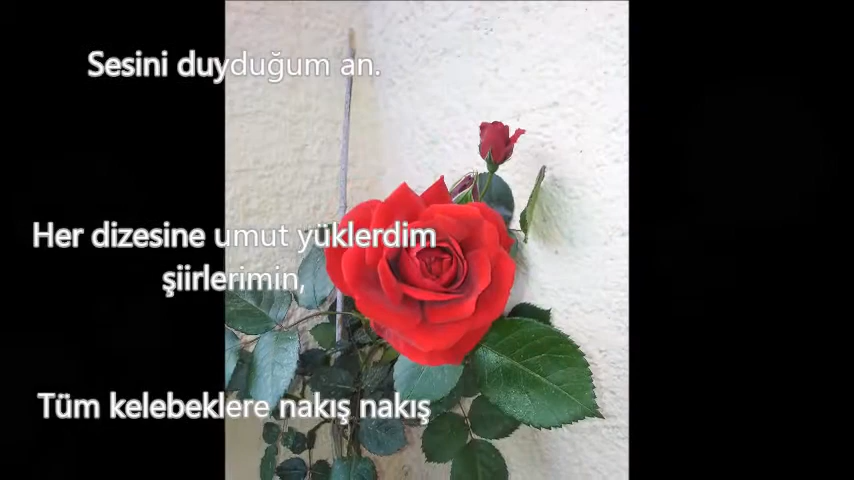 Sesini duyduğum an.
Her dizesine umut yüklerdim
şiirlerimin,
Tüm kelebeklere nakış nakış